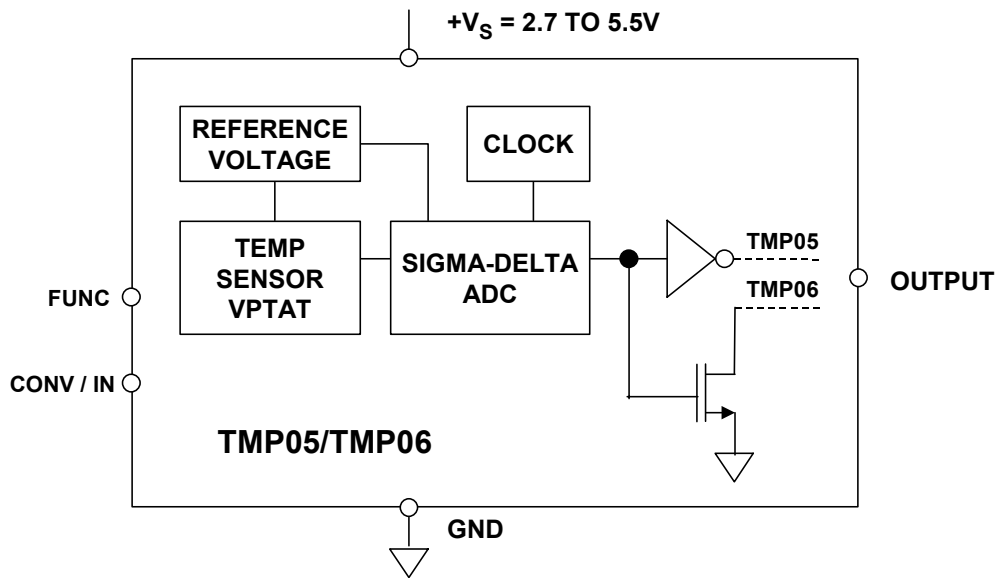 +VS = 2.7 TO 5.5V
REFERENCE
VOLTAGE
CLOCK
TEMP
SENSOR
VPTAT
SIGMA-DELTA
ADC
TMP05
TMP06
OUTPUT
FUNC
CONV / IN
TMP05/TMP06
GND